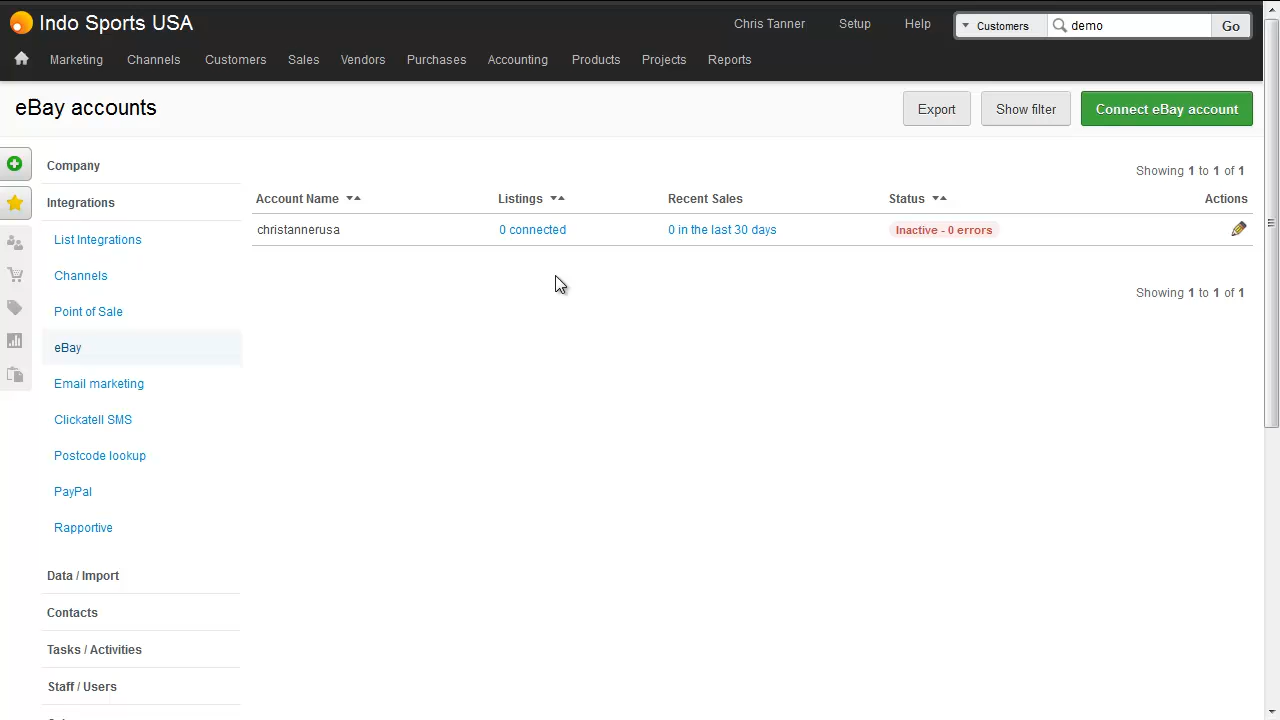 Indo Sports USA
Chris Tanner Setup Help Customers demo Go
Marketing Channels Customers Sales Vendors Purchases Accounting Products Projects Reports
eBay accounts
Export Show filter Connect eBay account
Company
Showing 1 to 1 of 1
Integrations
Account Name Listings Recent Sales Status Actions
christannerusa 0 connected 0 in the last 30 days Inactive - 0 errors
List Integrations
Channels
Showing 1 to 1 of 1
Point of Sale
eBay
Email marketing
Clickatell SMS
Postcode lookup
PayPal
Rapportive
Data / Import
Contacts
Tasks / Activities
Staff / Users